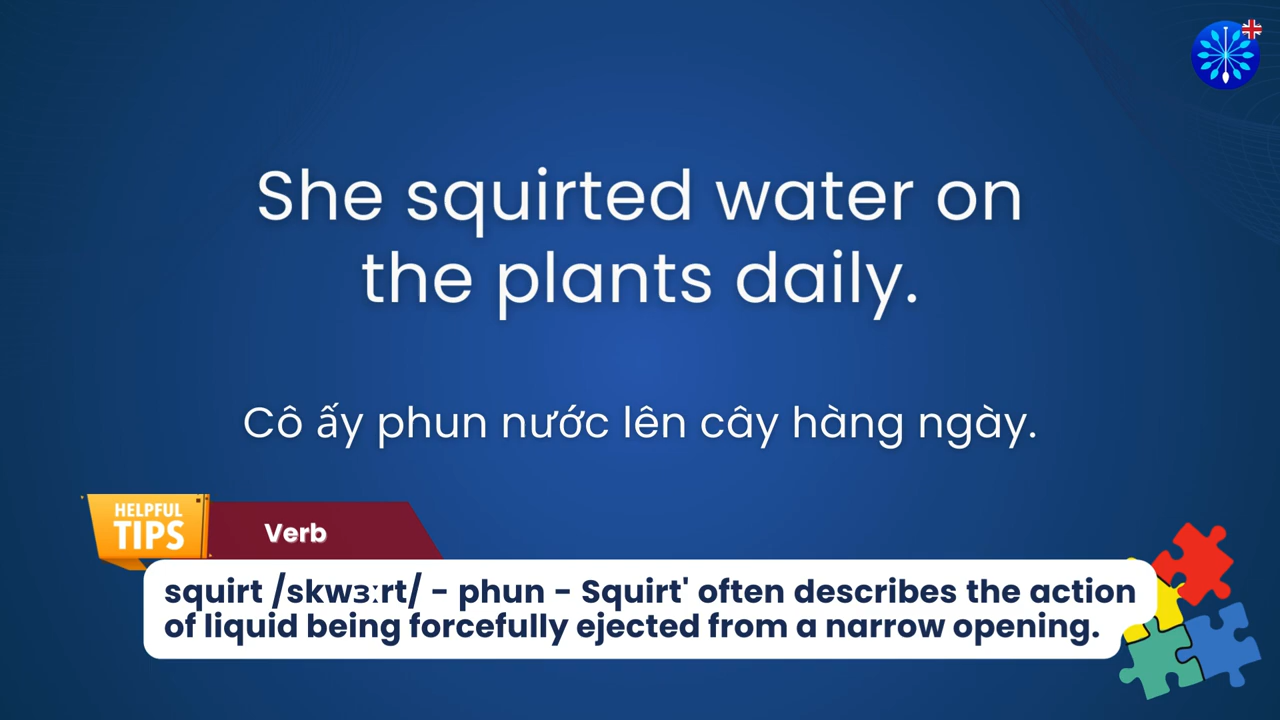 She squirted water on
the plants daily.
Cô ấy phun nước lên cây hàng ngày.
HELPFUL
TIPS
Verb
squirt /skwɜːrt/ - phun - Squirt' often describes the action
of liquid being forcefully ejected from a narrow opening.